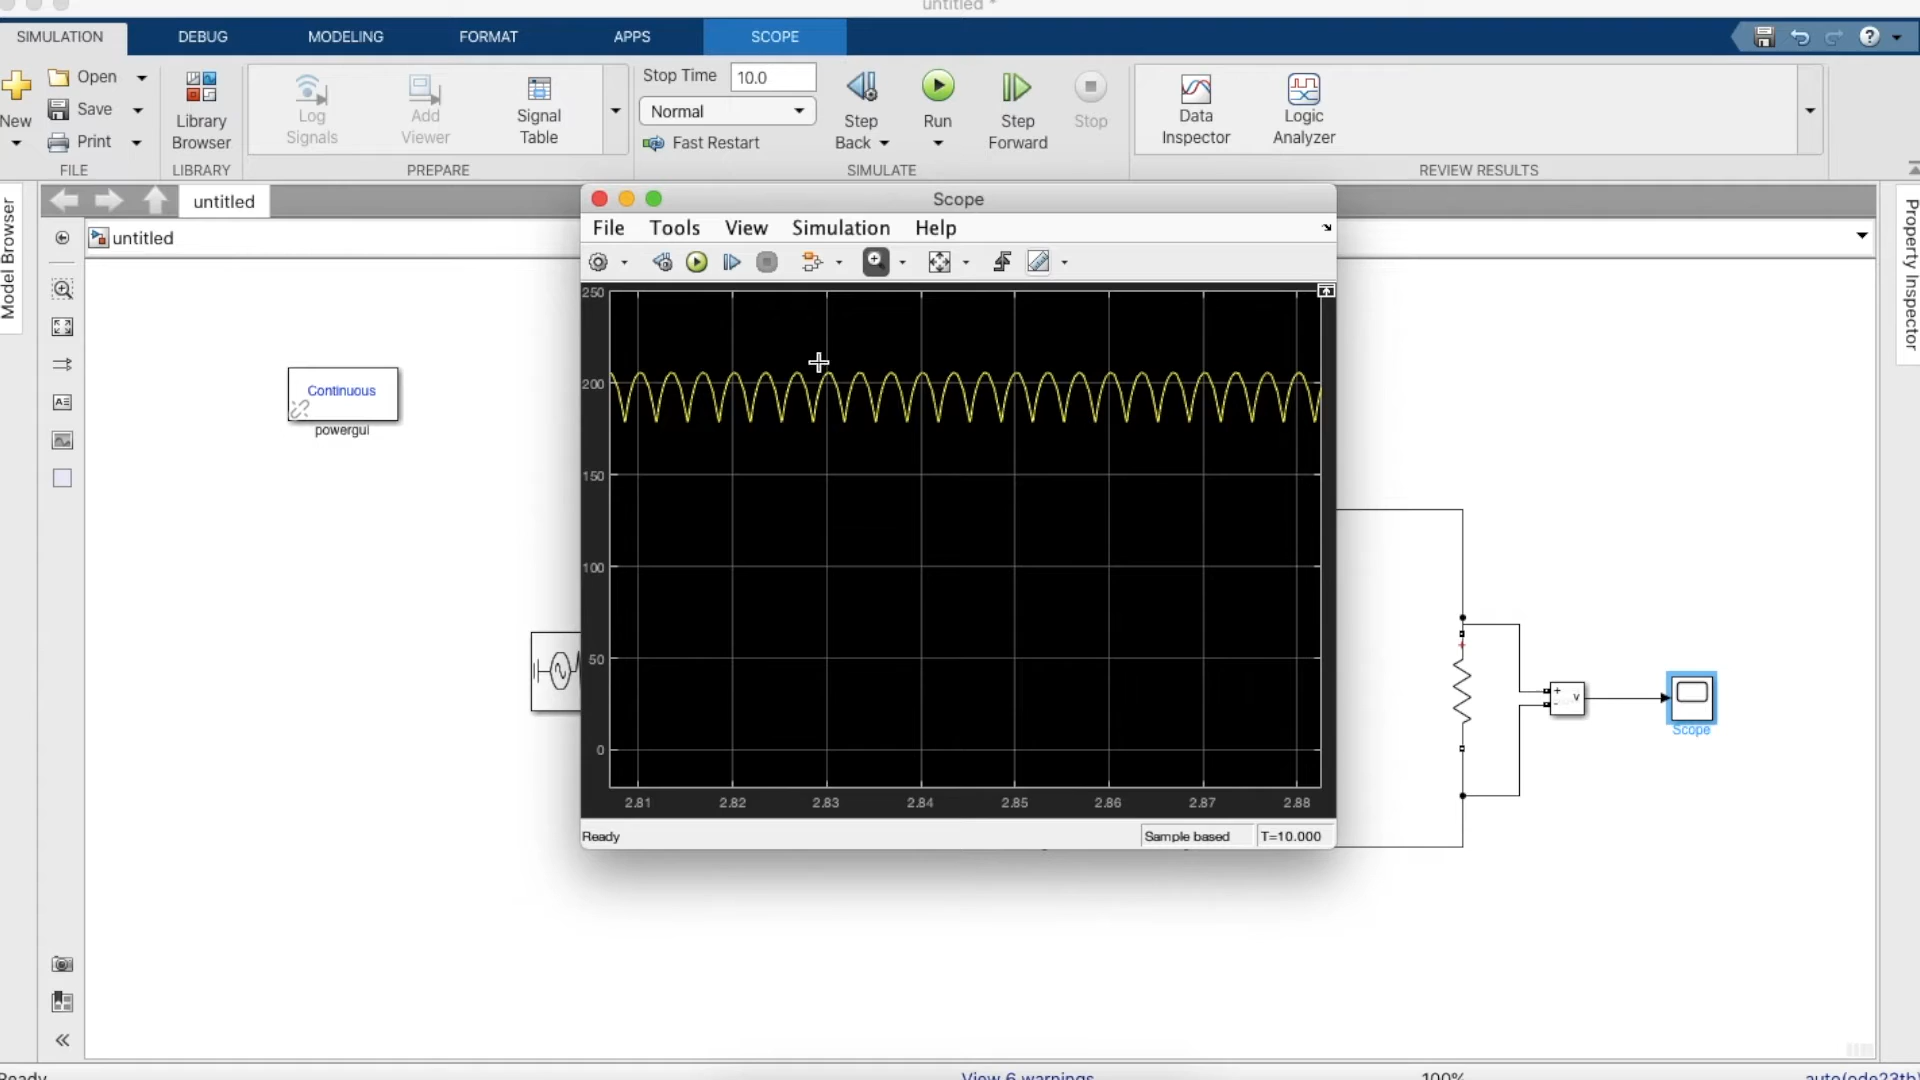 untitled *
SIMULATION DEBUG MODELING FORMAT APPS SCOPE
New
Open
Save
Print
FILE
Library
Browser
LIBRARY
Log
Signals
Add
Viewer
Signal
Table
PREPARE
Stop Time 10.0
Normal
Fast Restart
Step
Back
Run
Step
Forward
Stop
SIMULATE
Data
Inspector
Logic
Analyzer
REVIEW RESULTS
Model Browser
untitled
untitled
Property Inspector
Continuous
powergui
Scope
File Tools View Simulation Help
250
200
150
100
50
0
2.81 2.82 2.83 2.84 2.85 2.86 2.87 2.88
Ready Sample based T=10.000
+
-
v
Scope
Ready View 6 warnings 100% auto(ode23tb)